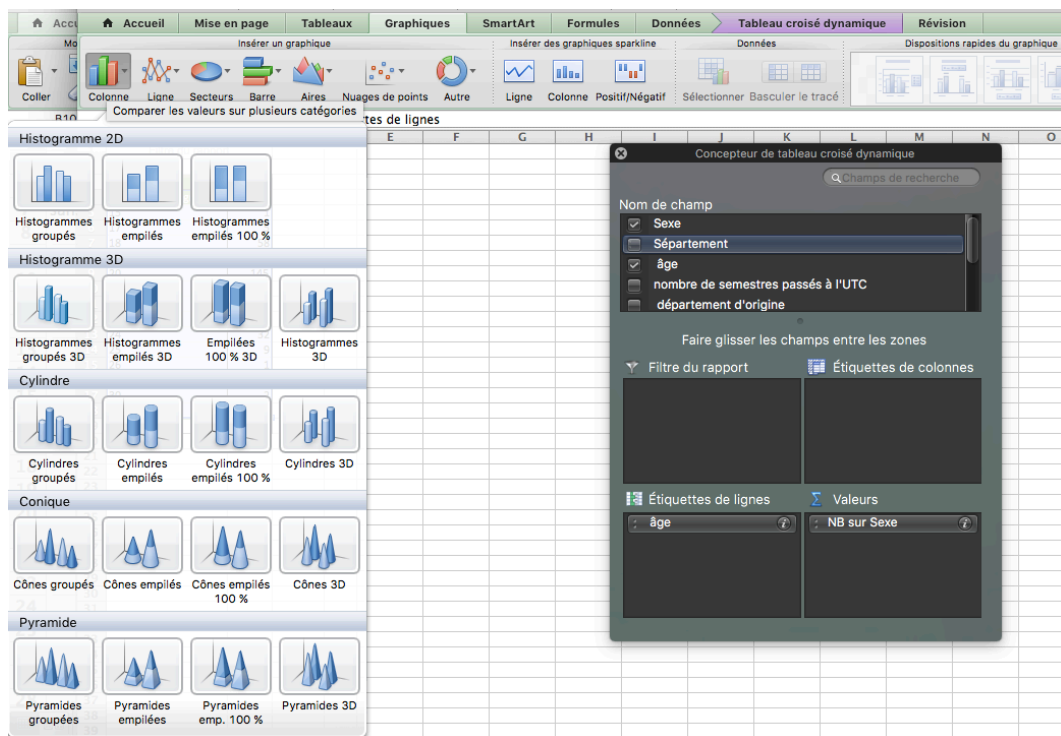 Accu Accueil Mise en page Tableaux Graphiques SmartArt Formules Données Tableau croisé dynamique Révision
Mo Insérer un graphique Insérer des graphiques sparkline Données Dispositions rapides du graphique
Coller Colonne Ligne Secteurs Barre Aires Nuages de points Autre Ligne Colonne Positif/Négatif Sélectionner Basculer le tracé
Comparer les valeurs sur plusieurs catégories
B10 tes de lignes
E F G H I J K L M N O
Histogramme 2D
Histogrammes groupés
Histogrammes empilés
Histogrammes empilés 100 %
Histogramme 3D
Histogrammes groupés 3D
Histogrammes empilés 3D
Empilées 100 % 3D
Histogrammes 3D
Cylindre
Cylindres groupés
Cylindres empilés
Cylindres empilés 100 %
Cylindres 3D
Conique
Cônes groupés
Cônes empilés
Cônes empilés 100 %
Cônes 3D
Pyramide
Pyramides groupées
Pyramides empilées
Pyramides emp. 100 %
Pyramides 3D
Concepteur de tableau croisé dynamique
Champs de recherche
Nom de champ
Sexe
Sépartement
âge
nombre de semestres passés à l'UTC
département d'origine
Faire glisser les champs entre les zones
Filtre du rapport
Étiquettes de colonnes
Étiquettes de lignes
Valeurs
âge
NB sur Sexe